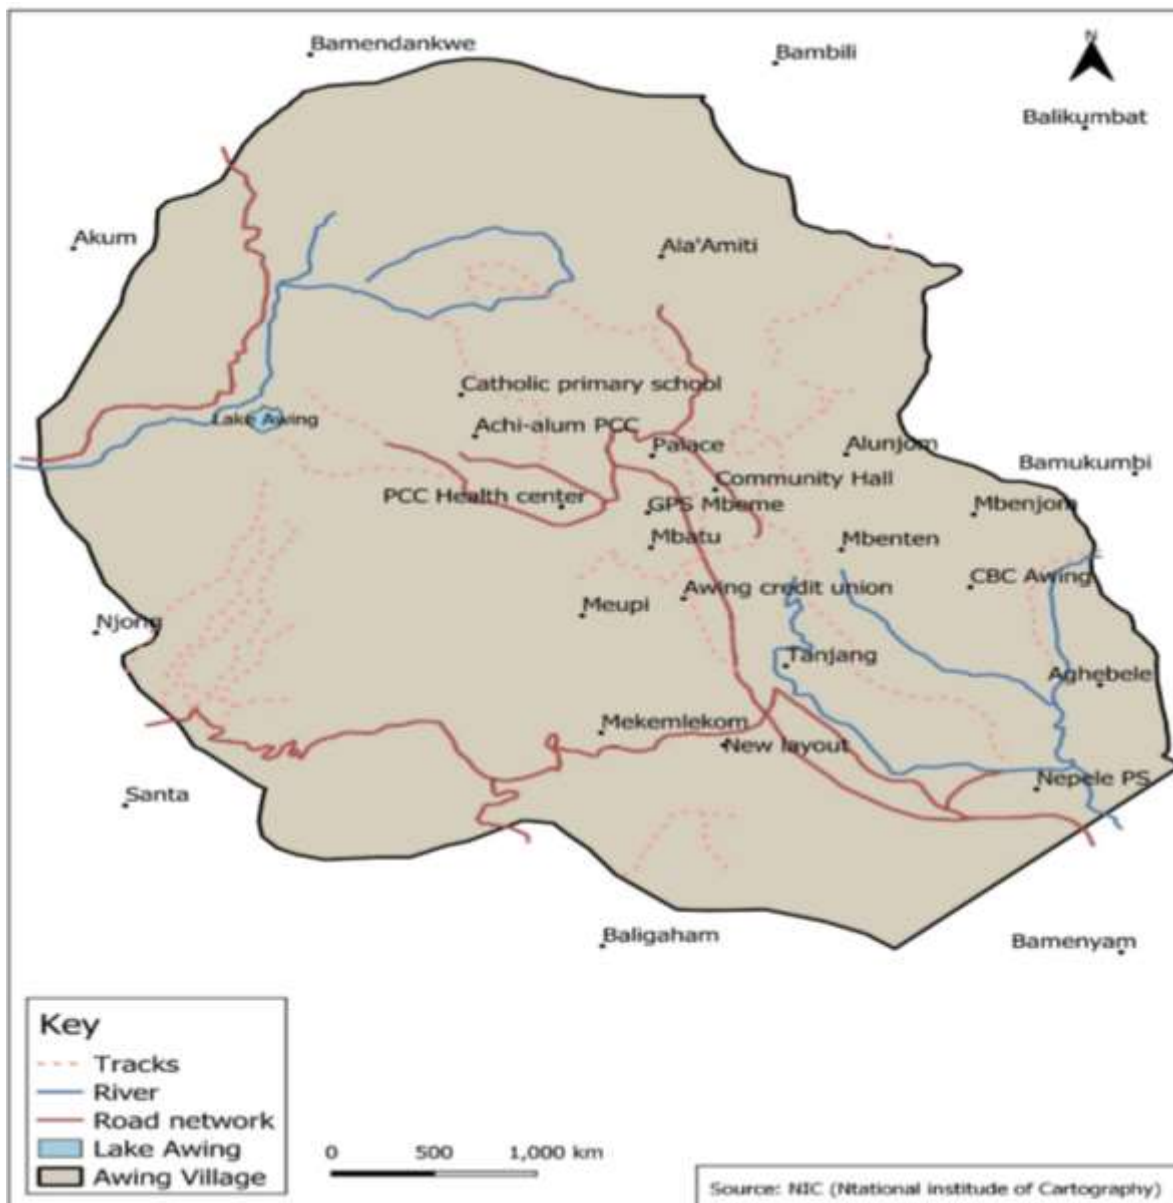 N
Bamendankwe
Bambili
Balikumbat
Akum
Ala'Amiti
Catholic primary school
Lake Awing
Achi-alum PCC
Palace
Alunjom
Bamukumbi
Community Hall
PCC Health center
GPS Mbeme
Mbenjom
Mbatu
Mbenten
CBC Awing
Awing credit union
Meupi
Njong
Tanjang
Aghebele
Mekemlekom
New layout
Nepele PS
Santa
Baligaham
Bamenyam
Key
Tracks
River
Road network
Lake Awing
Awing Village
0 500 1,000 km
Source: NIC (Ntational institude of Cartography)